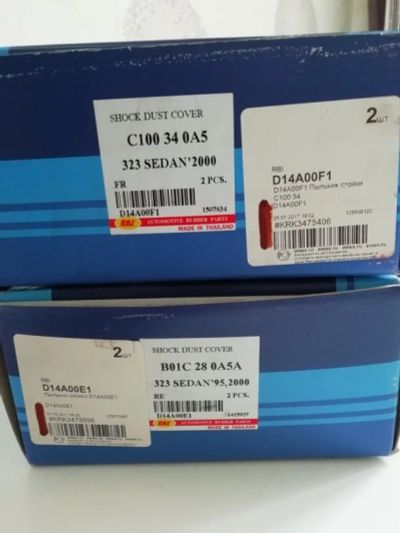 SHOCK DUST COVER
C100 34 0A5
323 SEDAN'2000
FR 2 PCS.
D14A00F1 1507834
RBI AUTOMOTIVE RUBBER PARTS
MADE IN THAILAND
2шт
RBI
D14A00F1
D14A00F1 Пыльник стойки
C100 34
D14A00F1
#KRK3475406
SHOCK DUST COVER
B01C 28 0A5A
323 SEDAN'95,2000
RE 2 PCS.
D14A00E1
RBI AUTOMOTIVE RUBBER PARTS
MADE IN THAILAND
2шт
RBI
D14A00E1
D14A00E1